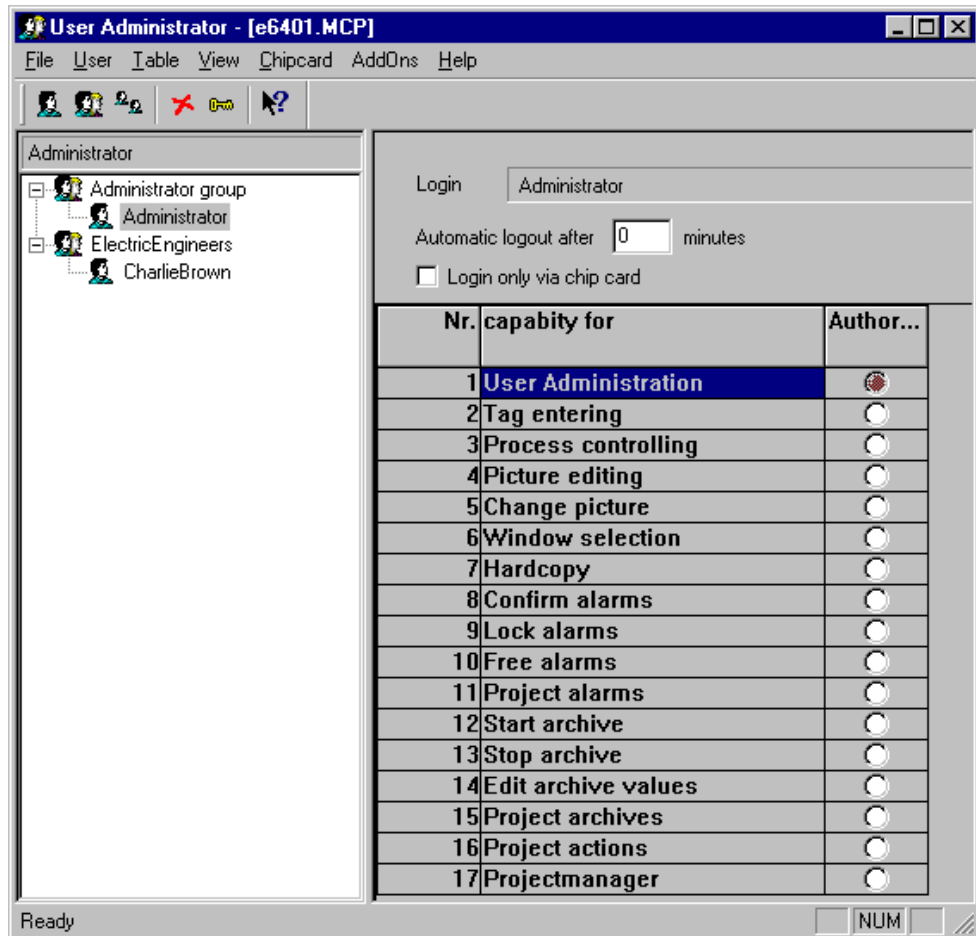 User Administrator - [e6401.MCP]
File User Table View Chipcard AddOns Help
Administrator
Administrator group
Administrator
ElectricEngineers
CharlieBrown
Login Administrator
Automatic logout after 0 minutes
Login only via chip card
Nr. capabity for Author...
1 User Administration
2 Tag entering
3 Process controlling
4 Picture editing
5 Change picture
6 Window selection
7 Hardcopy
8 Confirm alarms
9 Lock alarms
10 Free alarms
11 Project alarms
12 Start archive
13 Stop archive
14 Edit archive values
15 Project archives
16 Project actions
17 Projectmanager
Ready NUM